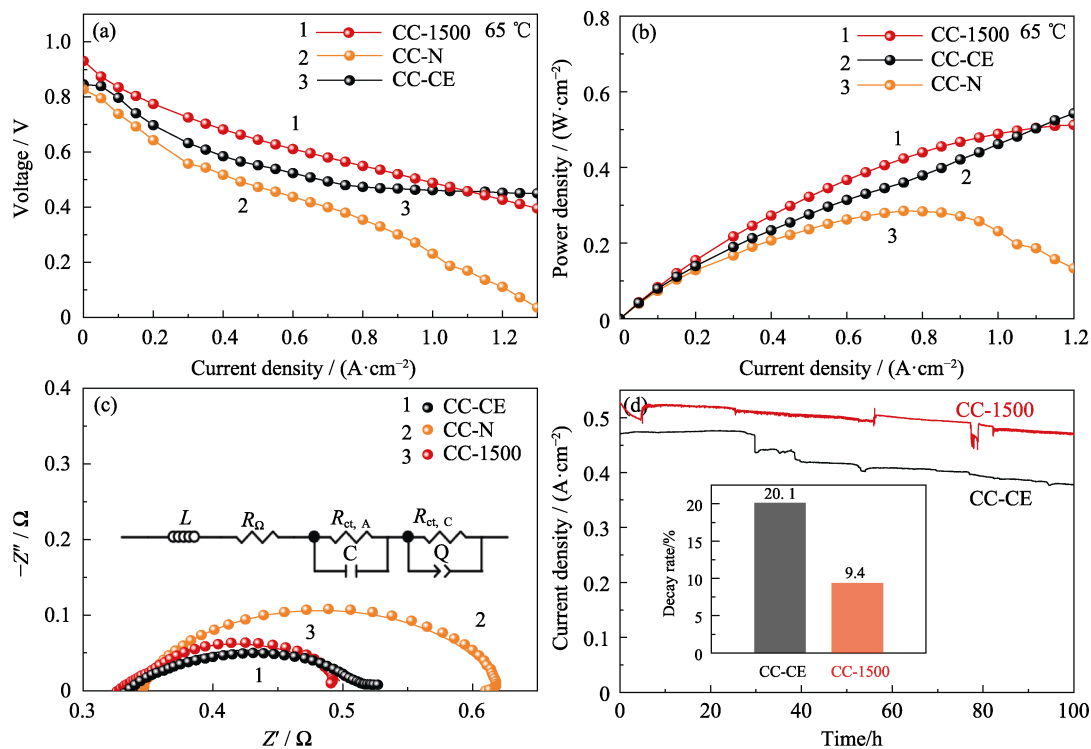 (a)
1 CC-1500 65 ℃
2 CC-N
3 CC-CE
1
2
3
Voltage / V
1.0
0.8
0.6
0.4
0.2
0
0 0.2 0.4 0.6 0.8 1.0 1.2
Current density / (A·cm⁻²)
(b)
1 CC-1500 65 ℃
2 CC-CE
3 CC-N
1
2
3
Power density / (W·cm⁻²)
0.8
0.6
0.4
0.2
0
0 0.2 0.4 0.6 0.8 1.0 1.2
Current density / (A·cm⁻²)
(c)
1 CC-CE
2 CC-N
3 CC-1500
L RΩ Rct, A Rct, C
C Q
2
3
1
−Z″ / Ω
0.4
0.3
0.2
0.1
0
0.3 0.4 0.5 0.6
Z′ / Ω
(d)
CC-1500
CC-CE
Current density / (A·cm⁻²)
0.5
0.4
0.3
0.2
0.1
0
0 20 40 60 80 100
Time/h
Decay rate/%
20
15
10
5
0
20. 1
9.4
CC-CE CC-1500